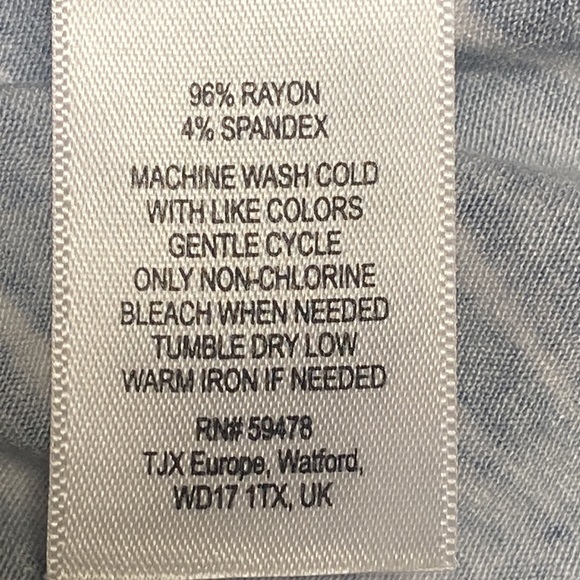 96% RAYON
4% SPANDEX
MACHINE WASH COLD
WITH LIKE COLORS
GENTLE CYCLE
ONLY NON-CHLORINE
BLEACH WHEN NEEDED
TUMBLE DRY LOW
WARM IRON IF NEEDED
RN# 59478
TJX Europe, Watford,
WD17 1TX, UK